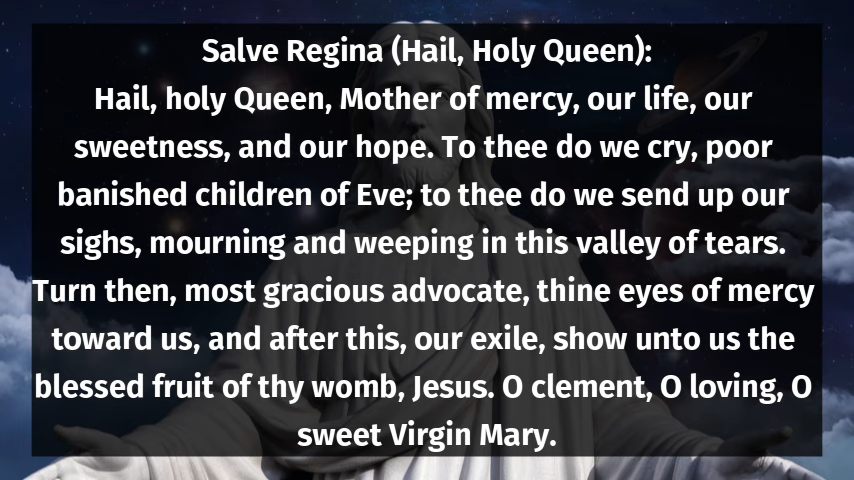 Salve Regina (Hail, Holy Queen):
Hail, holy Queen, Mother of mercy, our life, our
sweetness, and our hope. To thee do we cry, poor
banished children of Eve; to thee do we send up our
sighs, mourning and weeping in this valley of tears.
Turn then, most gracious advocate, thine eyes of mercy
toward us, and after this, our exile, show unto us the
blessed fruit of thy womb, Jesus. O clement, O loving, O
sweet Virgin Mary.